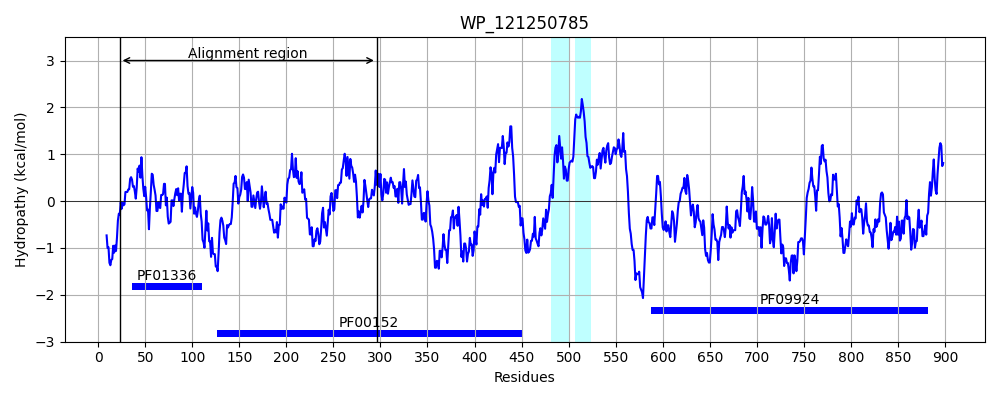 WP_121250785
Alignment region
3
2
1
0
−1
−2
−3
Hydropathy (kcal/mol)
PF01336
PF00152
PF09924
0 50 100 150 200 250 300 350 400 450 500 550 600 650 700 750 800 850 900
Residues